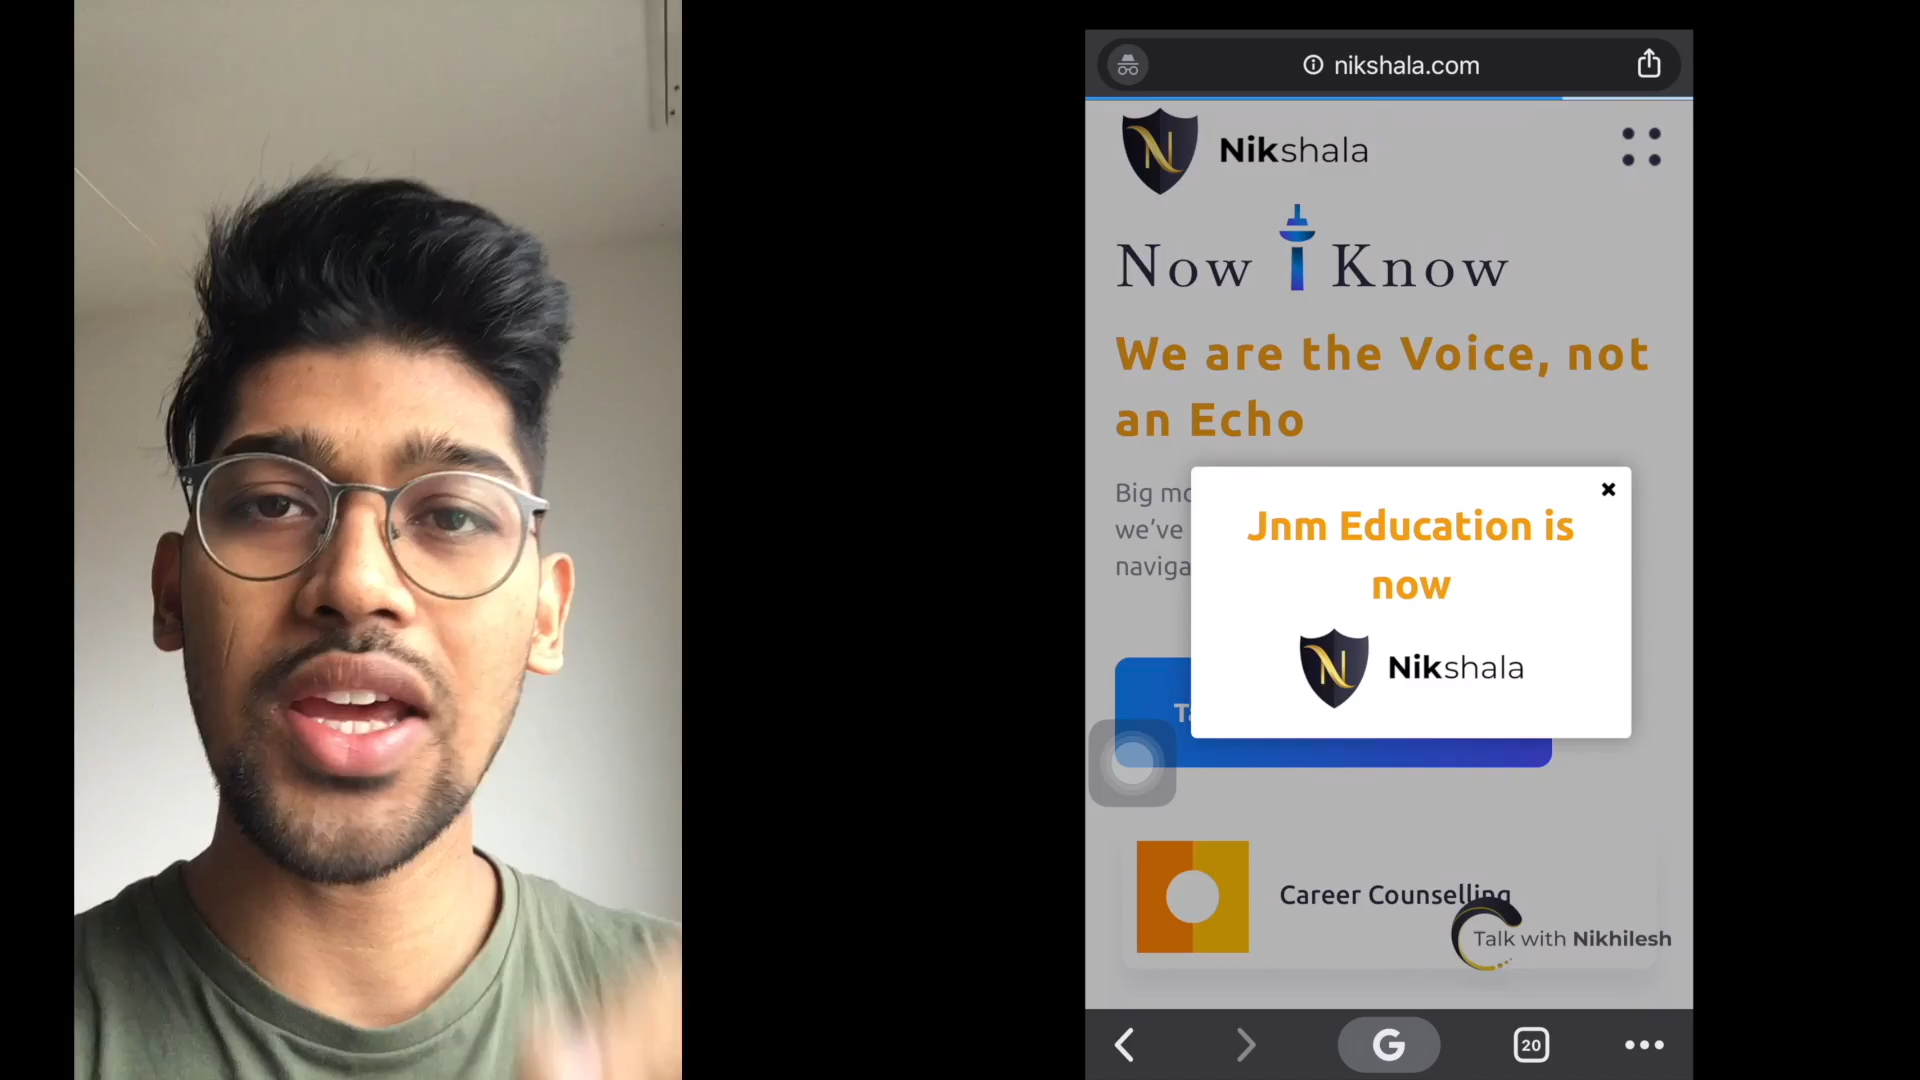 nikshala.com
Nikshala
Now i Know
We are the Voice, not
an Echo
Big
we've
Jnm Education is
now
Nikshala
Career Counselling
Talk with Nikhilesh
G
20